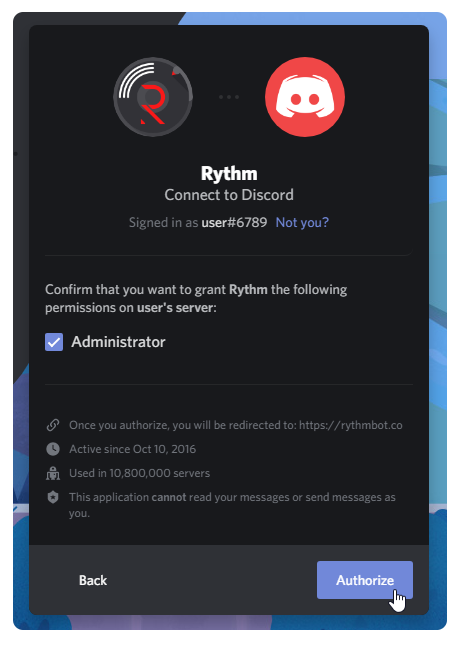 Rythm
Connect to Discord
Signed in as user#6789 Not you?
Confirm that you want to grant Rythm the following
permissions on user's server:
Administrator
Once you authorize, you will be redirected to: https://rythmbot.co
Active since Oct 10, 2016
Used in 10,800,000 servers
This application cannot read your messages or send messages as
you.
Back
Authorize